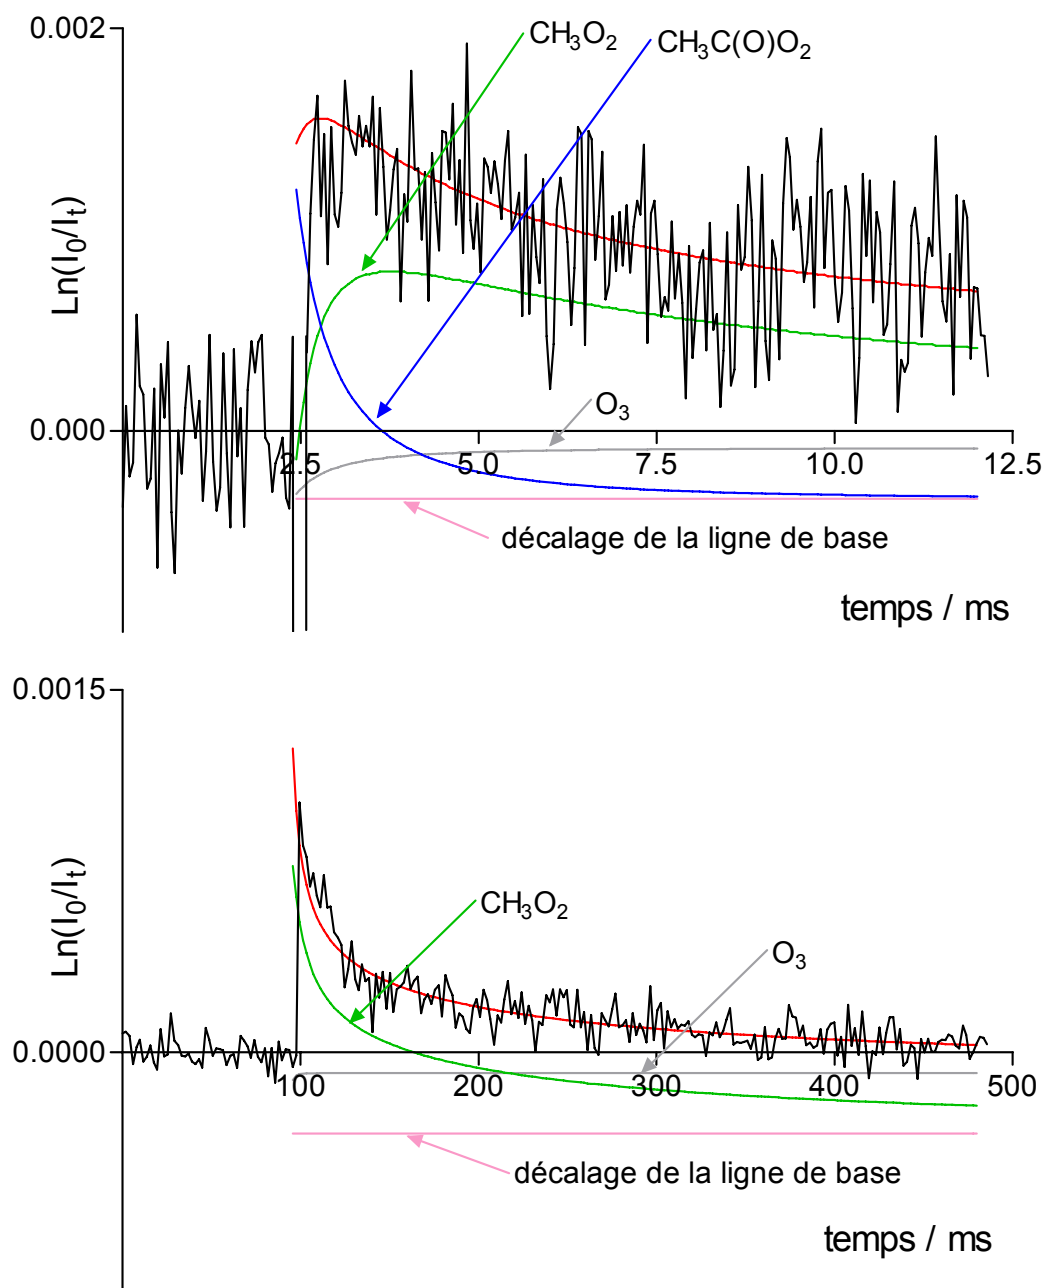 0.002
CH₃O₂
CH₃C(O)O₂
Ln(I₀/Iₜ)
O₃
0.000
2.5 5.0 7.5 10.0 12.5
décalage de la ligne de base
temps / ms
0.0015
Ln(I₀/Iₜ)
CH₃O₂
O₃
0.0000
100 200 300 400 500
décalage de la ligne de base
temps / ms